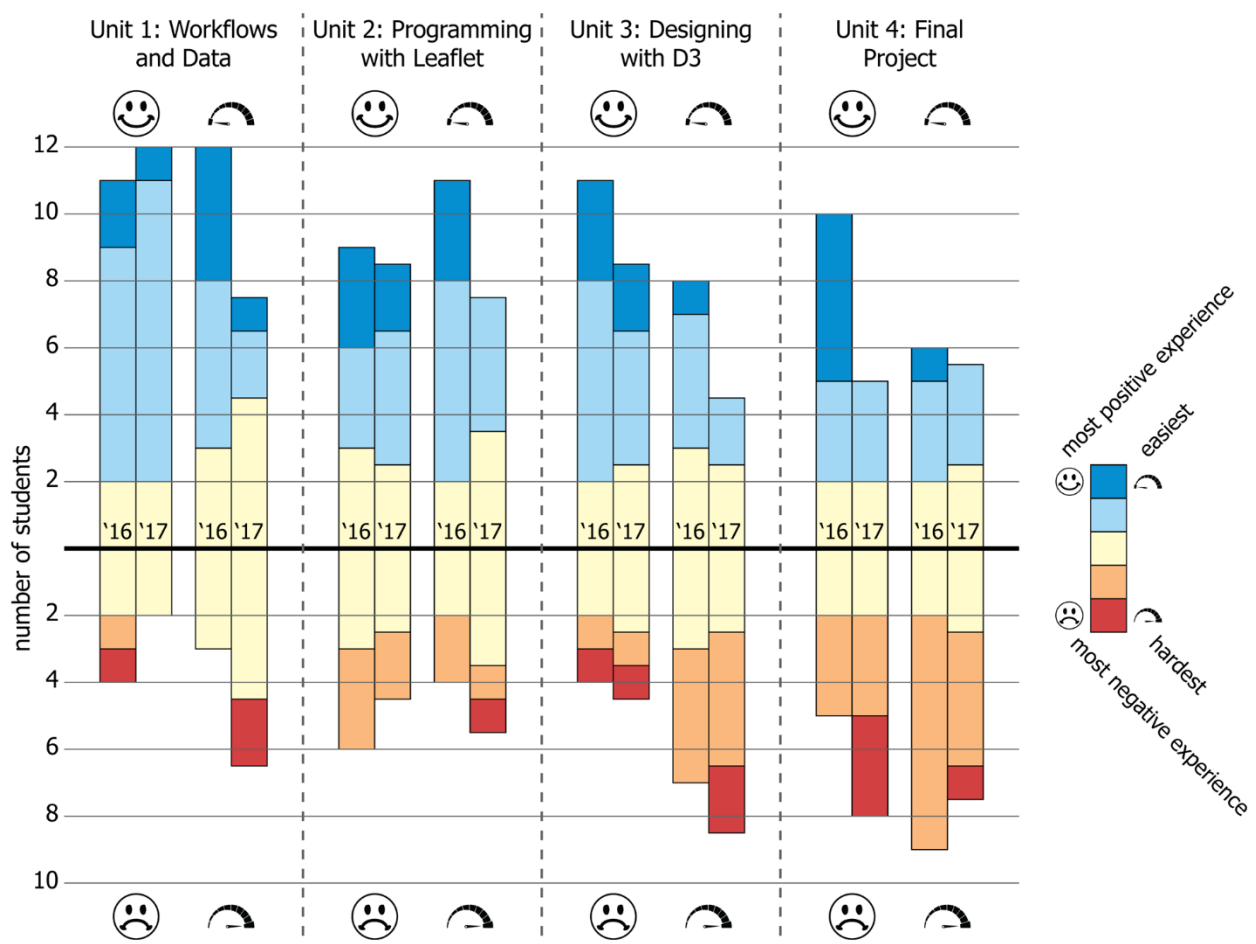 Unit 1: Workflows
and Data
Unit 2: Programming
with Leaflet
Unit 3: Designing
with D3
Unit 4: Final
Project
12
10
8
6
4
2
number of students
‘16 ‘17 ‘16 ‘17 ‘16 ‘17 ‘16 ‘17 ‘16 ‘17 ‘16 ‘17 ‘16 ‘17 ‘16 ‘17
2
4
6
8
10
most positive experience
easiest
most negative experience
hardest